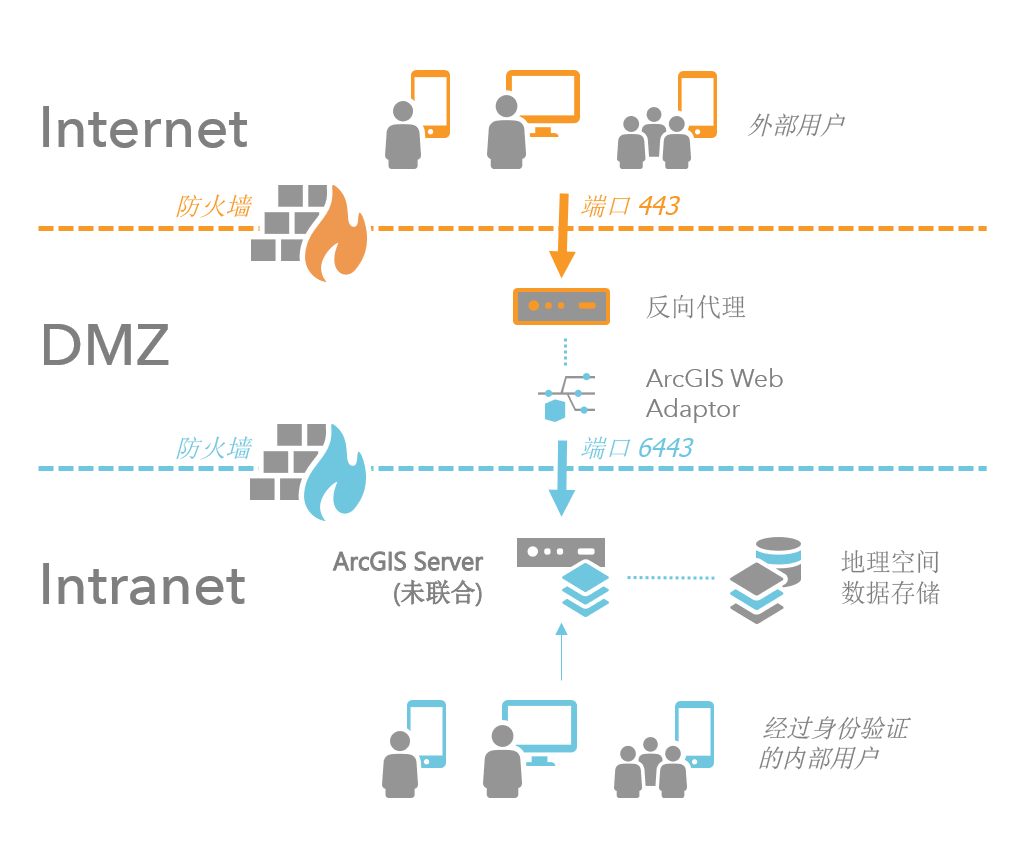 Internet
外部用户
防火墙
端口 443
DMZ
反向代理
ArcGIS Web
Adaptor
防火墙
端口 6443
Intranet
ArcGIS Server
(未联合)
地理空间
数据存储
经过身份验证
的内部用户